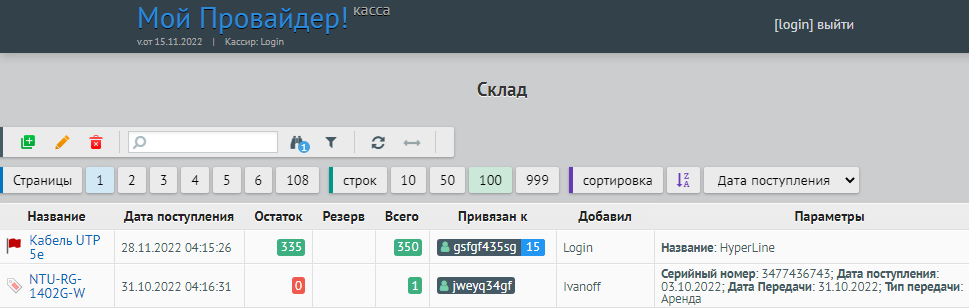 Мой Провайдер! касса
v.от 15.11.2022 | Кассир: Login
[login] выйти
Склад
1
Страницы 1 2 3 4 5 6 108 строк 10 50 100 999 сортировка Z A Дата поступления
Название Дата поступления Остаток Резерв Всего Привязан к Добавил Параметры
Кабель UTP 5e 28.11.2022 04:15:26 335 350 gsfgf435sg 15 Login Название: HyperLine
NTU-RG-1402G-W 31.10.2022 04:16:31 0 1 jweyq34gf Ivanoff Серийный номер: 3477436743; Дата поступления: 03.10.2022; Дата Передачи: 31.10.2022; Тип передачи: Аренда